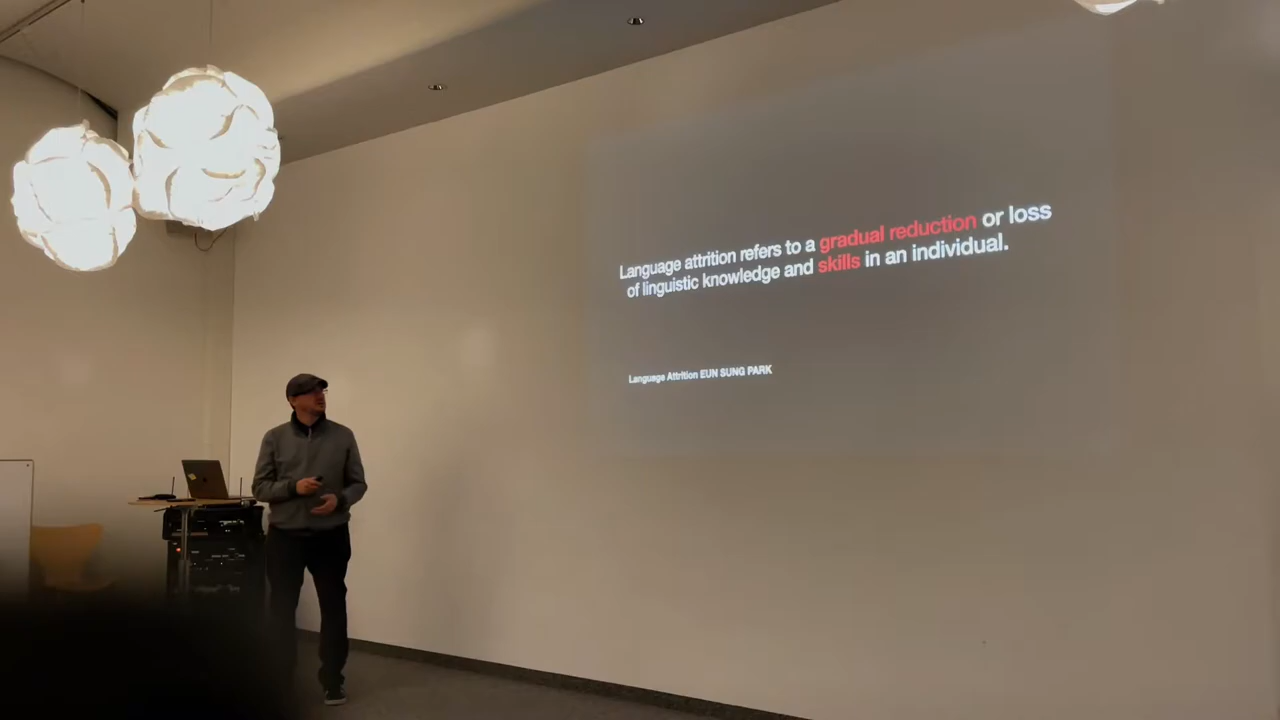 Language attrition refers to a gradual reduction or loss
of linguistic knowledge and skills in an individual.
Language Attrition EUN SUNG PARK